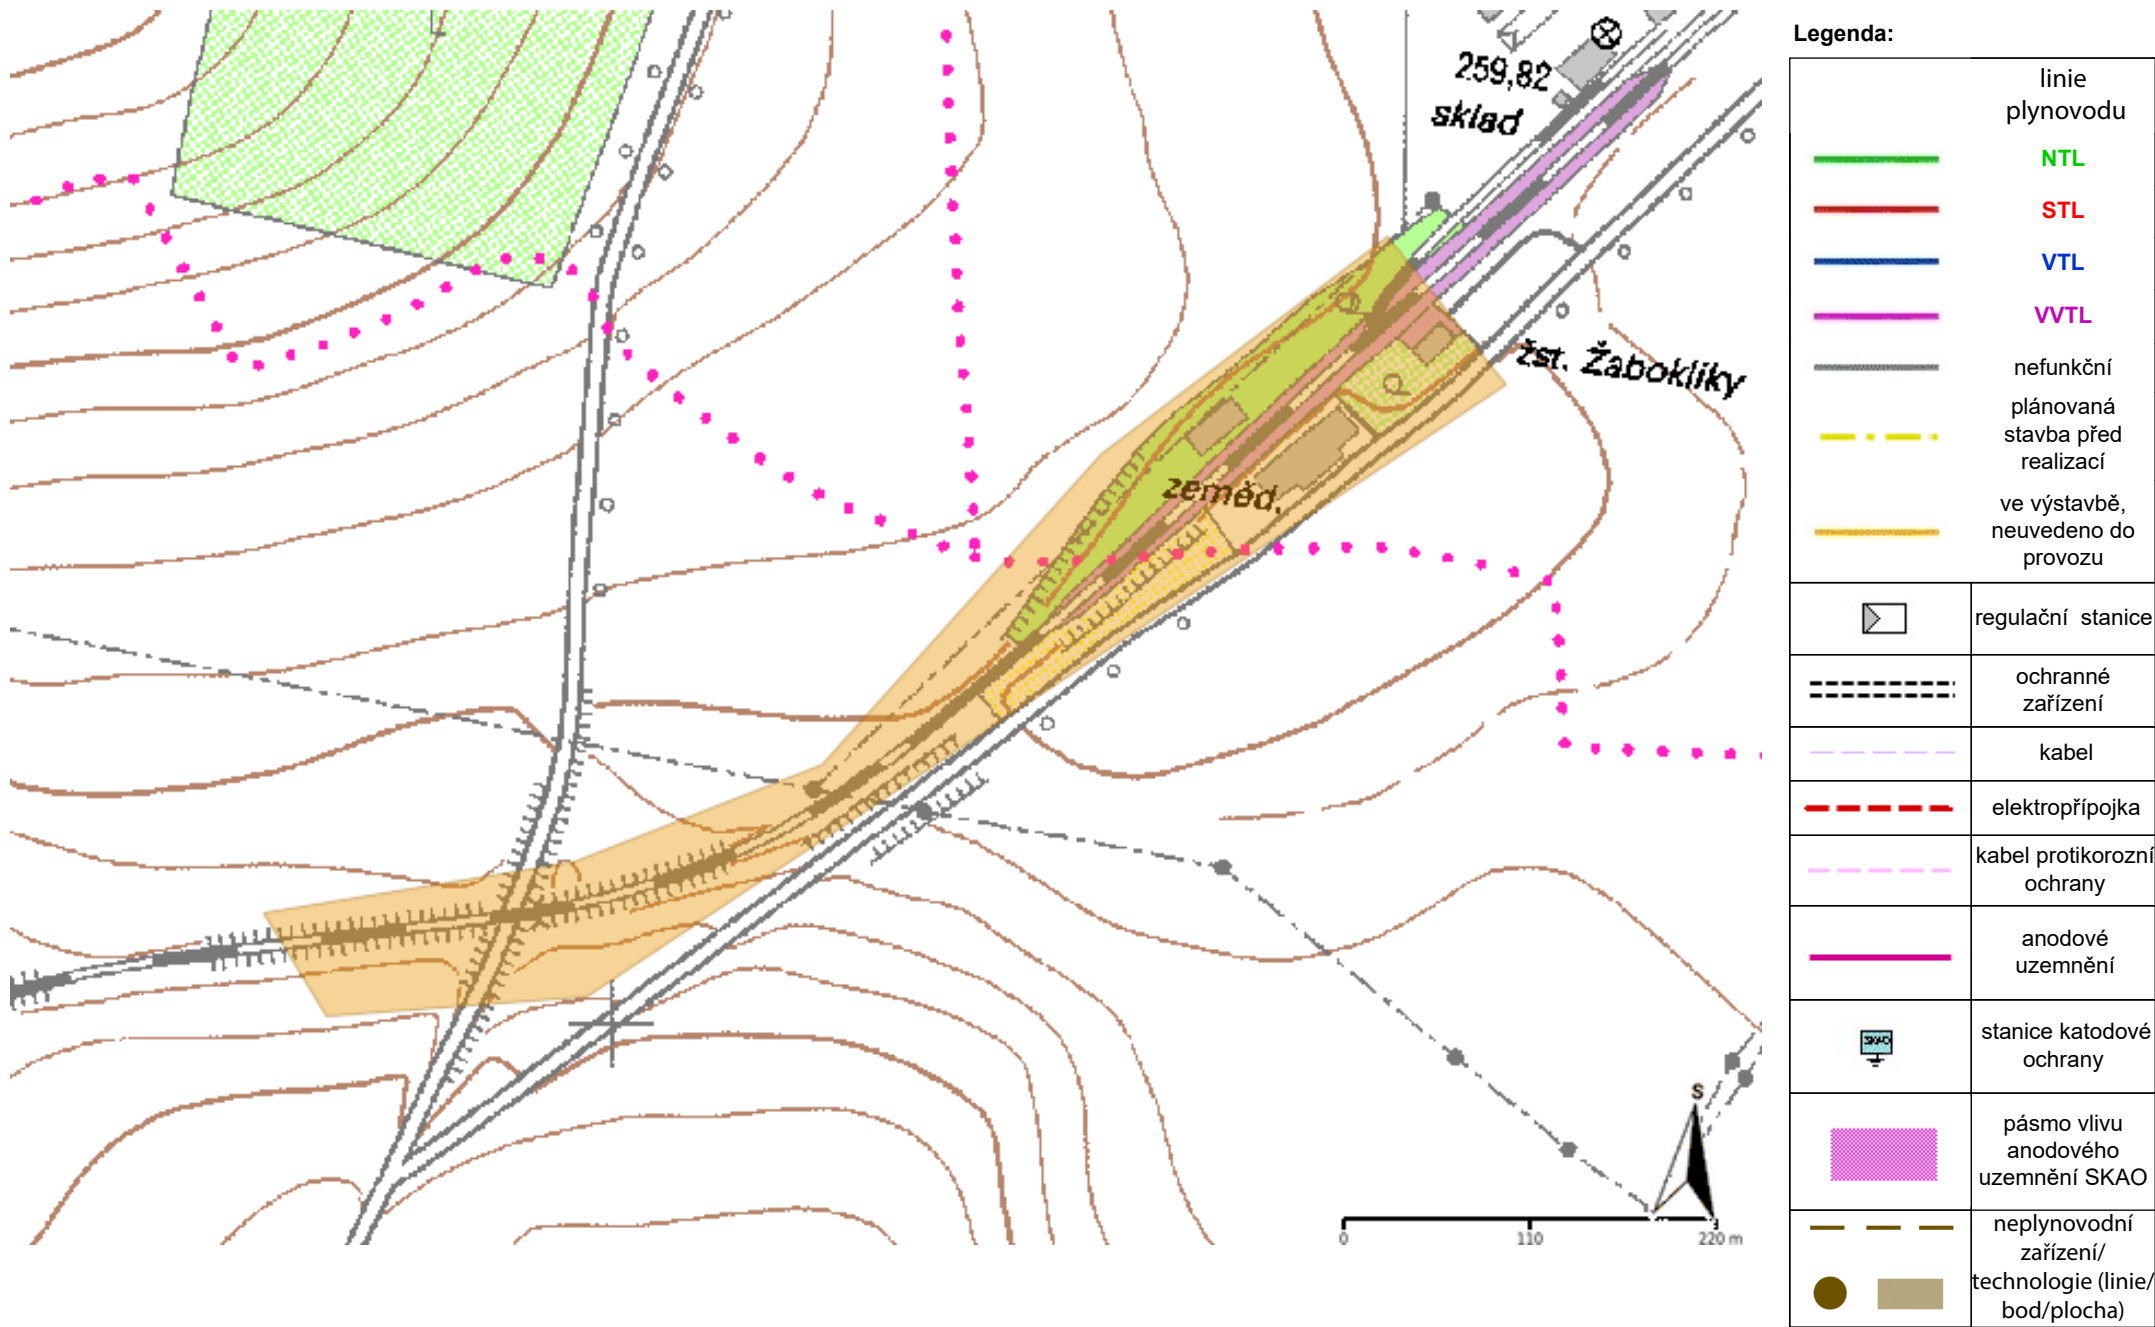 259,82
sklad
žst. Žabokliky
zeměd.
S
0
110
220 m
Legenda:
linie
plynovodu
NTL
STL
VTL
VVTL
nefunkční
plánovaná
stavba před
realizací
ve výstavbě,
neuvedeno do
provozu
regulační stanice
ochranné
zařízení
kabel
elektropřípojka
kabel protikorozní
ochrany
anodové
uzemnění
SKAO
stanice katodové
ochrany
pásmo vlivu
anodového
uzemnění SKAO
neplynovodní
zařízení/
technologie (linie/
bod/plocha)